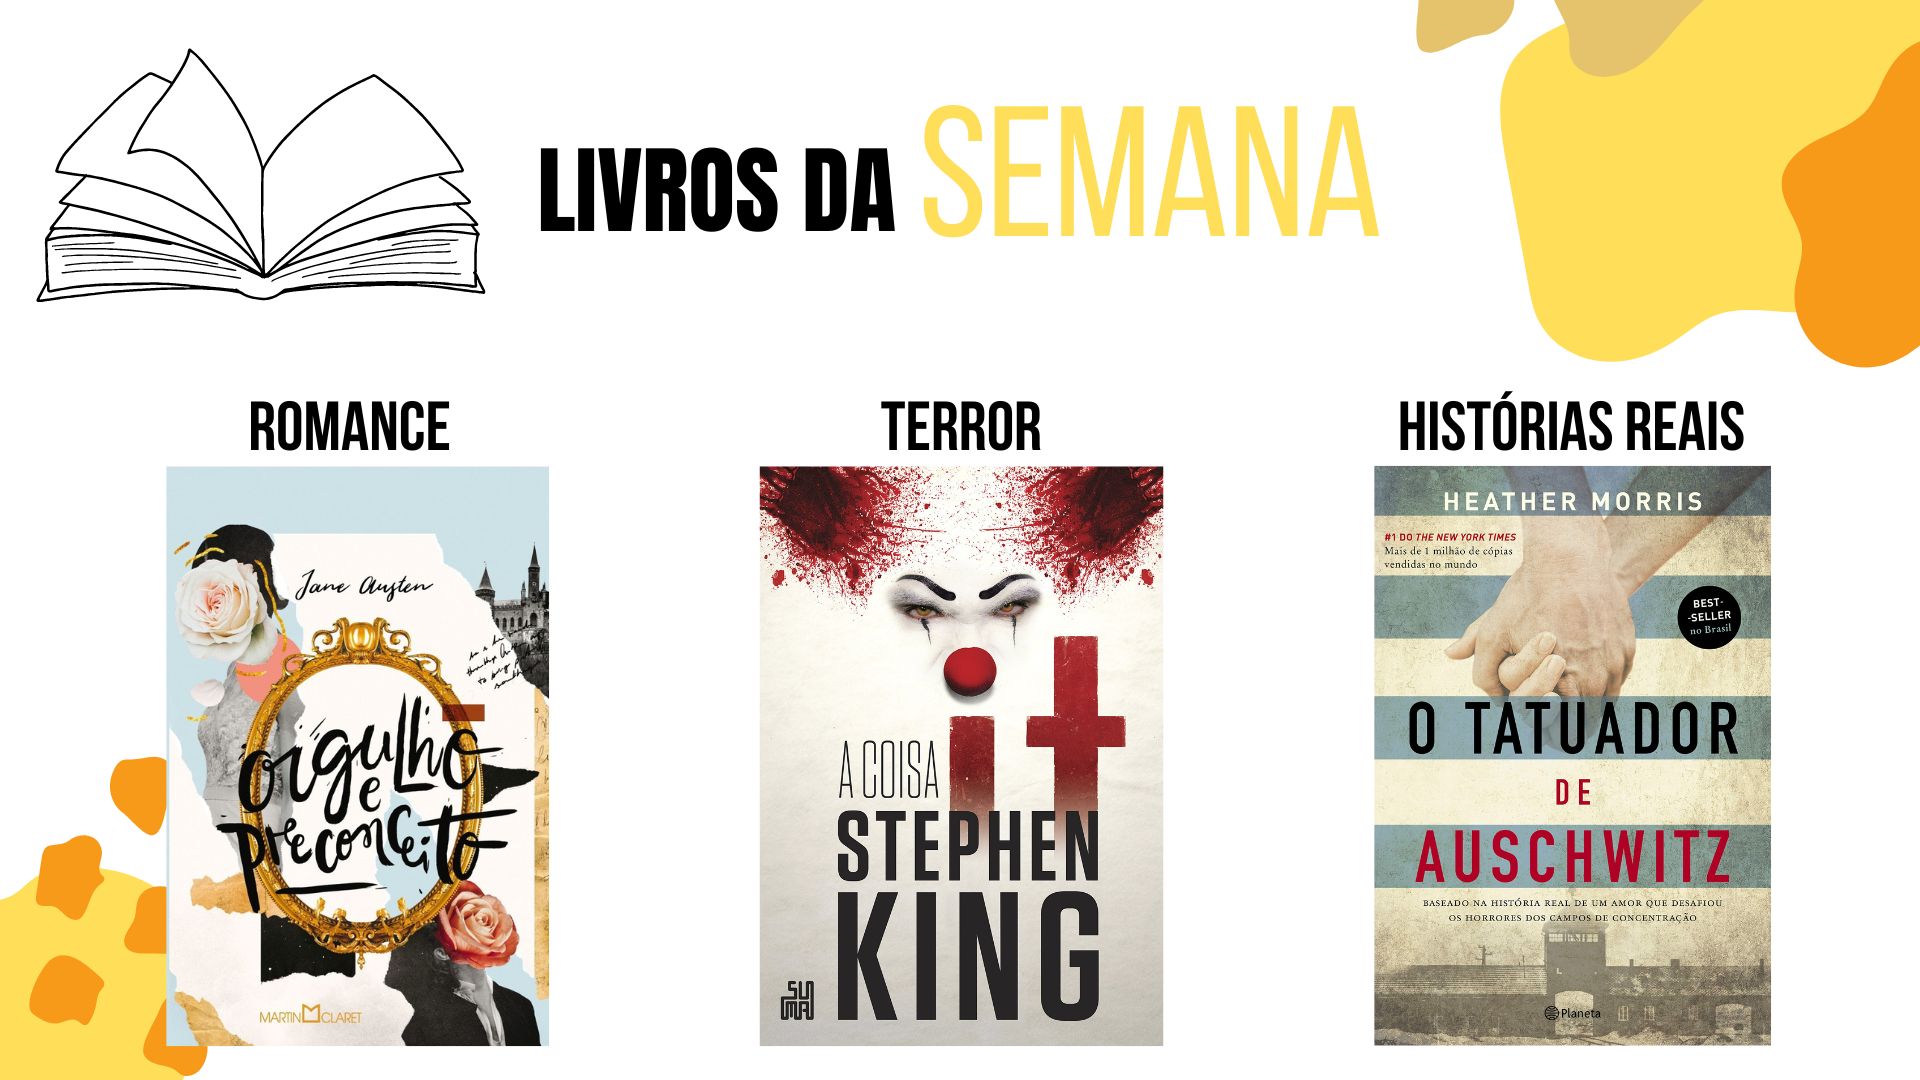 LIVROS DA SEMANA
ROMANCE
Jane Austen
orgulho
e
preconceito
MARTIN CLARET
TERROR
A COISA
it
STEPHEN
KING
SUMA
HISTÓRIAS REAIS
HEATHER MORRIS
#1 DO THE NEW YORK TIMES
Mais de 1 milhão de cópias
vendidas no mundo
BEST-
-SELLER
no Brasil
O TATUADOR
DE
AUSCHWITZ
BASEADO NA HISTÓRIA REAL DE UM AMOR QUE DESAFIOU
OS HORRORES DOS CAMPOS DE CONCENTRAÇÃO
Planeta